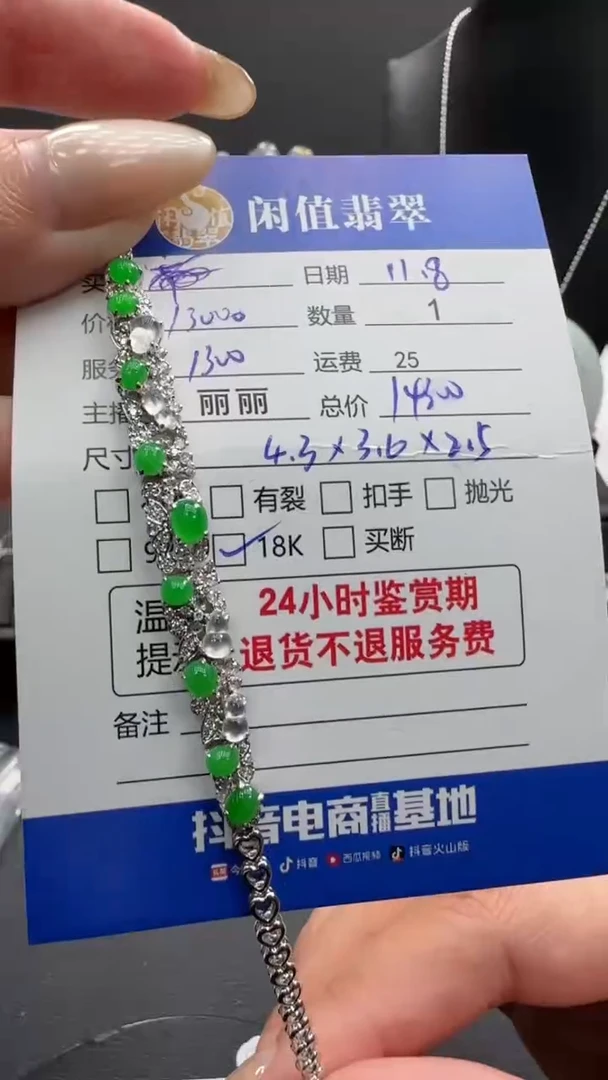 闲值翡翠
买 日期 11.8
价 13000 数量 1
服务 1300 运费 25
主播 丽丽 总价 14300
尺寸 4.3×3.6×2.5
有裂 扣手 抛光
18K 买断
温 24小时鉴赏期
提示 退货不退服务费
备注
抖音电商直播基地
抖音 西瓜视频 抖音火山版